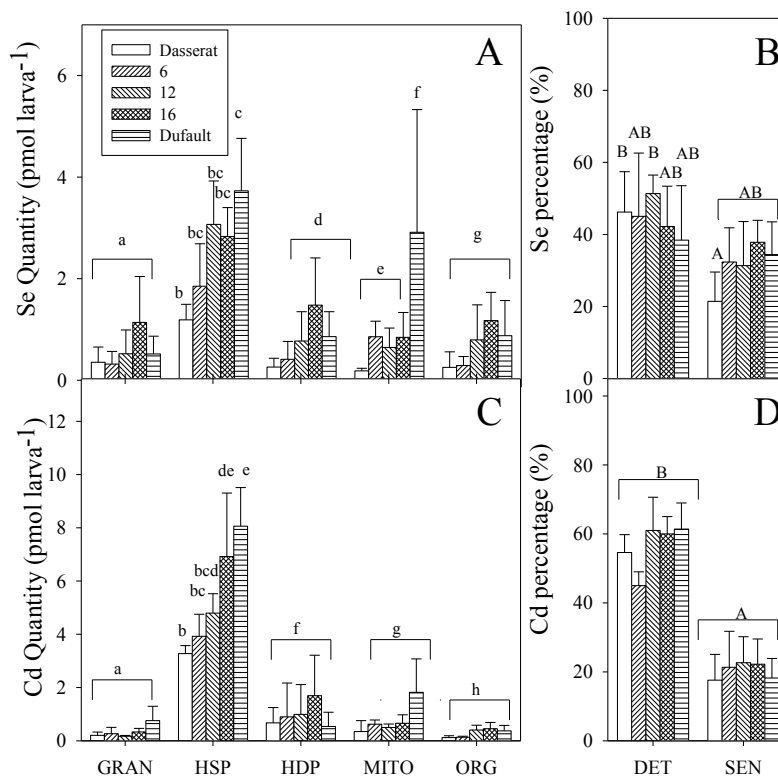 A
Dasserat
6
12
16
Dufault
Se Quantity (pmol larva⁻¹)
6
4
2
0
a
b
bc
bc
bc
c
d
e
f
g
B
Se percentage (%)
100
80
60
40
20
0
B
AB
B
AB
AB
A
AB
C
Cd Quantity (pmol larva⁻¹)
12
10
8
6
4
2
0
a
b
bc
bcd
de
e
f
g
h
GRAN HSP HDP MITO ORG
D
Cd percentage (%)
100
80
60
40
20
0
B
A
DET SEN